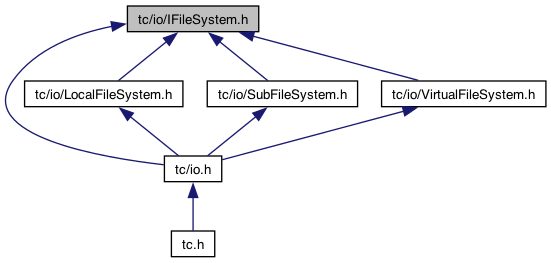 tc/io/IFileSystem.h
tc/io/LocalFileSystem.h
tc/io/SubFileSystem.h
tc/io/VirtualFileSystem.h
tc/io.h
tc.h